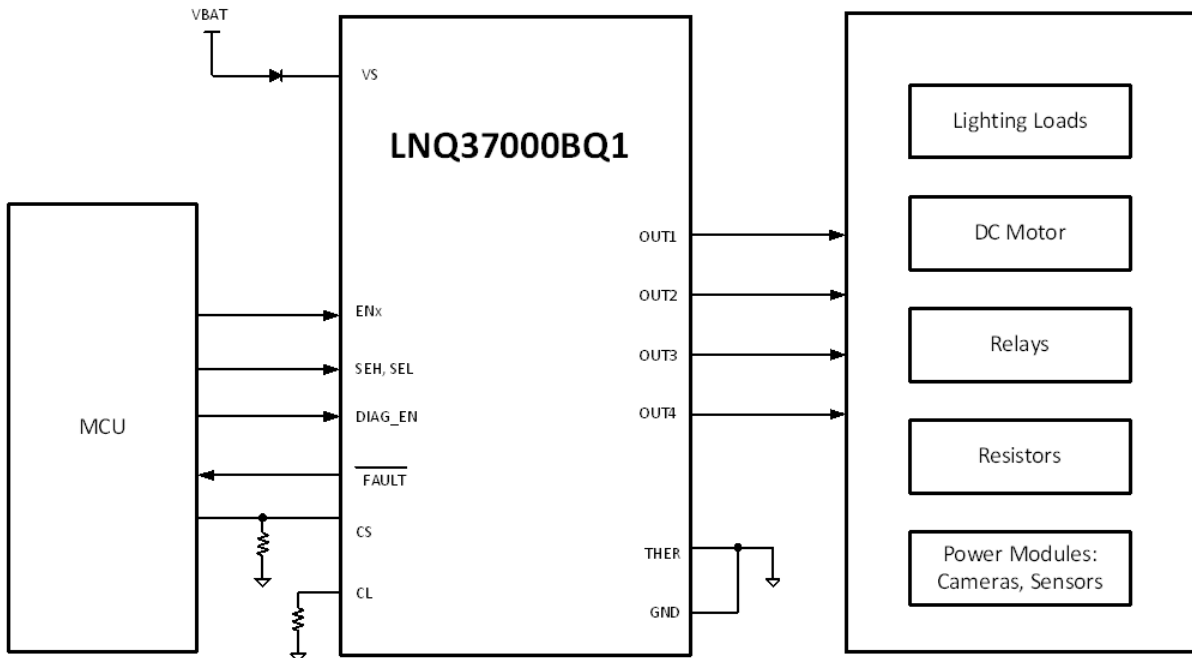 VBAT
VS
LNQ37000BQ1
MCU
ENx
SEH, SEL
DIAG_EN
FAULT
CS
CL
OUT1
OUT2
OUT3
OUT4
THER
GND
Lighting Loads
DC Motor
Relays
Resistors
Power Modules:
Cameras, Sensors